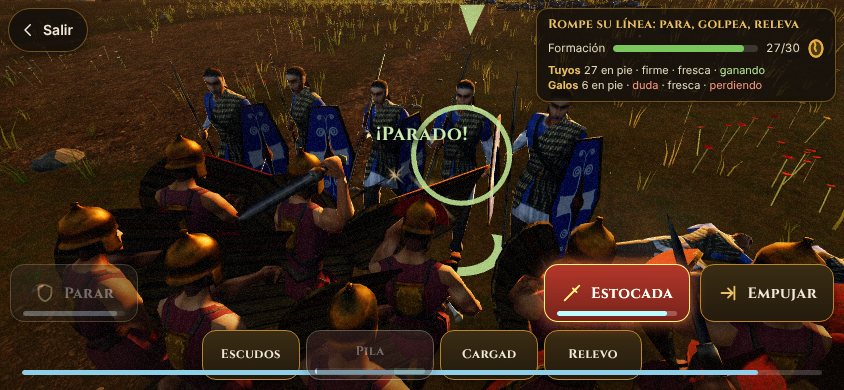 Salir
ROMPE SU LÍNEA: PARA, GOLPEA, RELEVA
Formación 27/30
Tuyos 27 en pie · firme · fresca · ganando
Galos 6 en pie · duda · fresca · perdiendo
¡PARADO!
PARAR
ESTOCADA
EMPUJAR
ESCUDOS
PILA
CARGAD
RELEVO